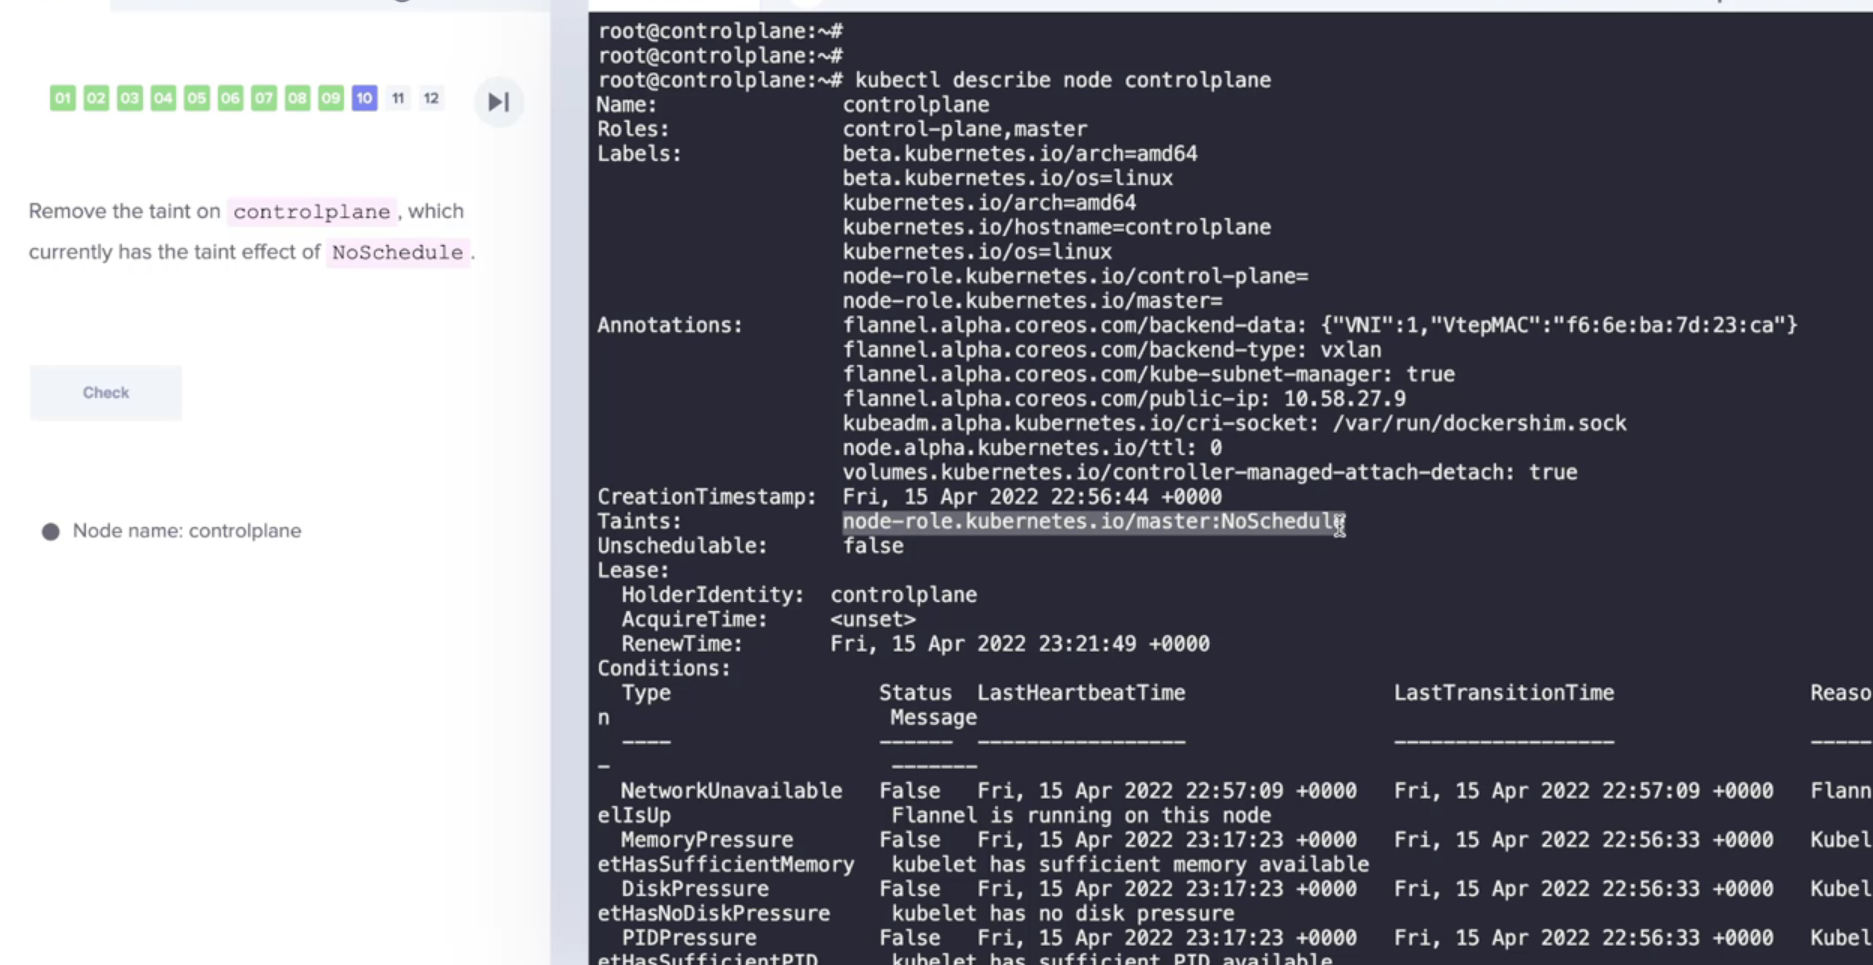 01 02 03 04 05 06 07 08 09 10 11 12
Remove the taint on controlplane, which
currently has the taint effect of NoSchedule.
Check
Node name: controlplane
root@controlplane:~#
root@controlplane:~#
root@controlplane:~# kubectl describe node controlplane
Name: controlplane
Roles: control-plane,master
Labels: beta.kubernetes.io/arch=amd64
beta.kubernetes.io/os=linux
kubernetes.io/arch=amd64
kubernetes.io/hostname=controlplane
kubernetes.io/os=linux
node-role.kubernetes.io/control-plane=
node-role.kubernetes.io/master=
Annotations: flannel.alpha.coreos.com/backend-data: {"VNI":1,"VtepMAC":"f6:6e:ba:7d:23:ca"}
flannel.alpha.coreos.com/backend-type: vxlan
flannel.alpha.coreos.com/kube-subnet-manager: true
flannel.alpha.coreos.com/public-ip: 10.58.27.9
kubeadm.alpha.kubernetes.io/cri-socket: /var/run/dockershim.sock
node.alpha.kubernetes.io/ttl: 0
volumes.kubernetes.io/controller-managed-attach-detach: true
CreationTimestamp: Fri, 15 Apr 2022 22:56:44 +0000
Taints: node-role.kubernetes.io/master:NoSchedule
Unschedulable: false
Lease:
HolderIdentity: controlplane
AcquireTime: <unset>
RenewTime: Fri, 15 Apr 2022 23:21:49 +0000
Conditions:
Type Status LastHeartbeatTime LastTransitionTime Reaso
n Message
---- ------ ----------------- ------------------ -----
- -------
NetworkUnavailable False Fri, 15 Apr 2022 22:57:09 +0000 Fri, 15 Apr 2022 22:57:09 +0000 Flann
elIsUp Flannel is running on this node
MemoryPressure False Fri, 15 Apr 2022 23:17:23 +0000 Fri, 15 Apr 2022 22:56:33 +0000 Kubel
etHasSufficientMemory kubelet has sufficient memory available
DiskPressure False Fri, 15 Apr 2022 23:17:23 +0000 Fri, 15 Apr 2022 22:56:33 +0000 Kubel
etHasNoDiskPressure kubelet has no disk pressure
PIDPressure False Fri, 15 Apr 2022 23:17:23 +0000 Fri, 15 Apr 2022 22:56:33 +0000 Kubel
etHasSufficientPID kubelet has sufficient PID available